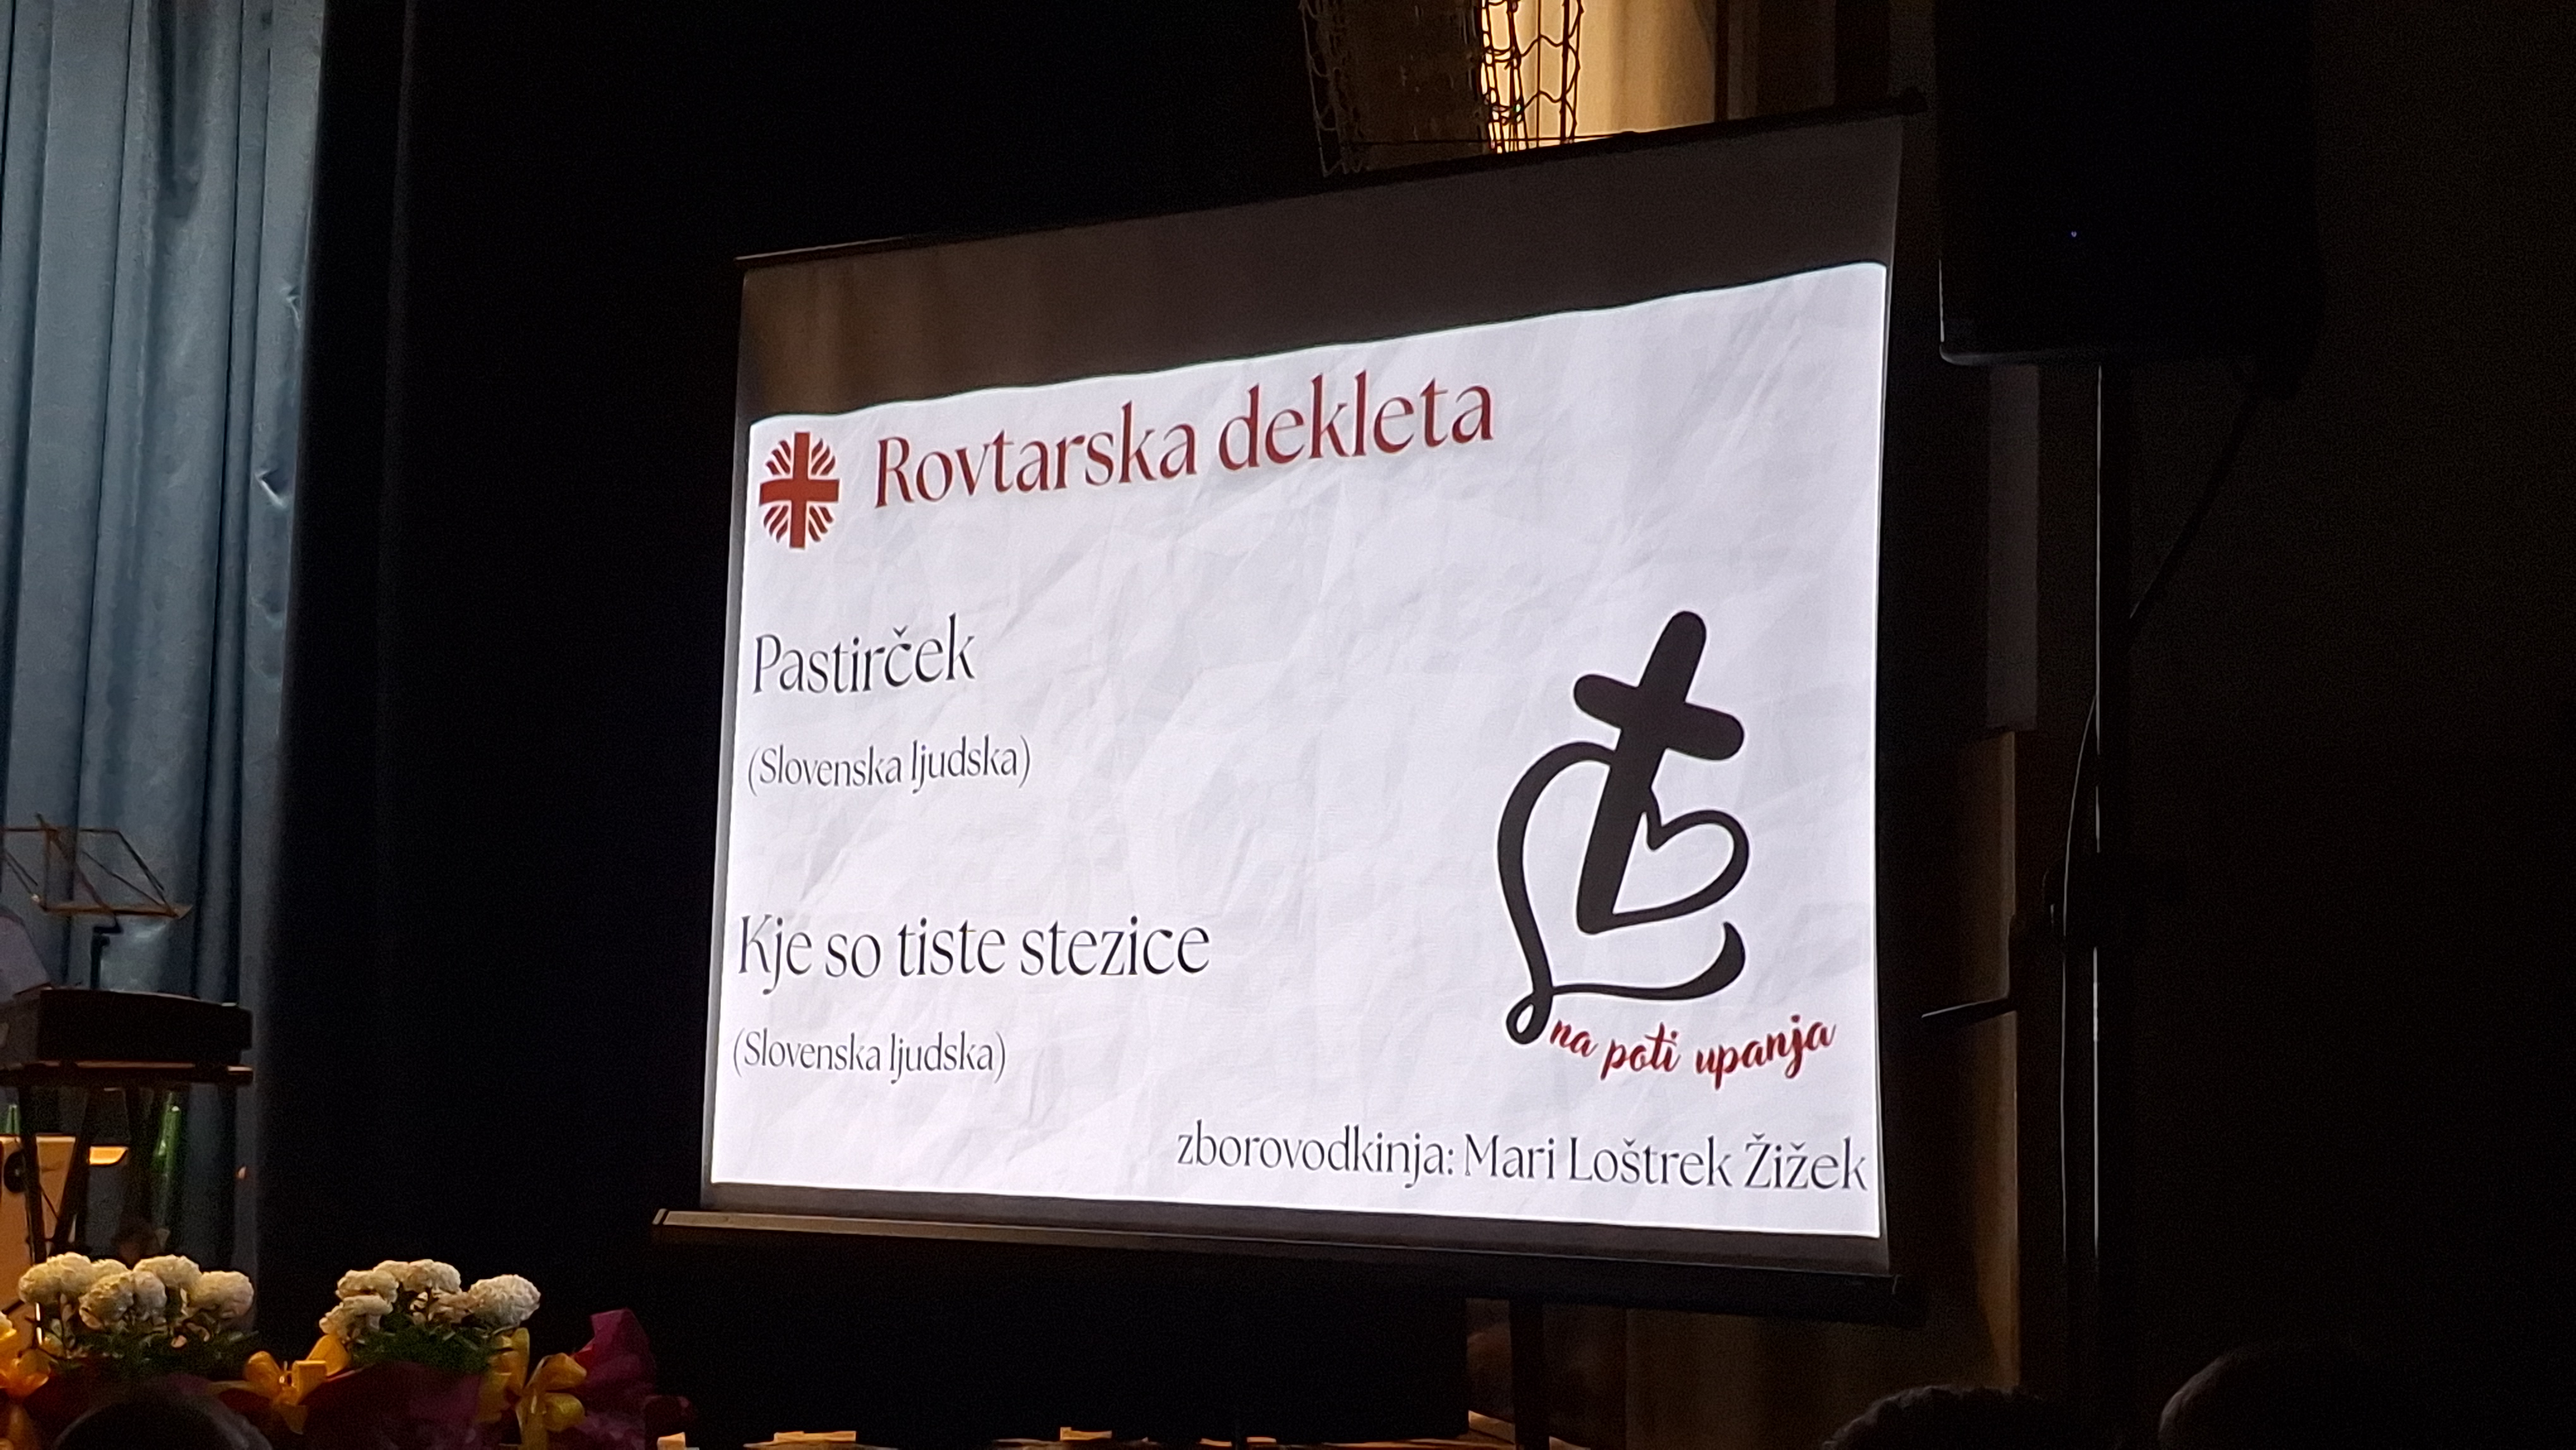 Rovtarska dekleta
Pastirček
(Slovenska ljudska)
Kje so tiste stezice
(Slovenska ljudska)
na poti upanja
zborovodkinja: Mari Loštrek Žižek